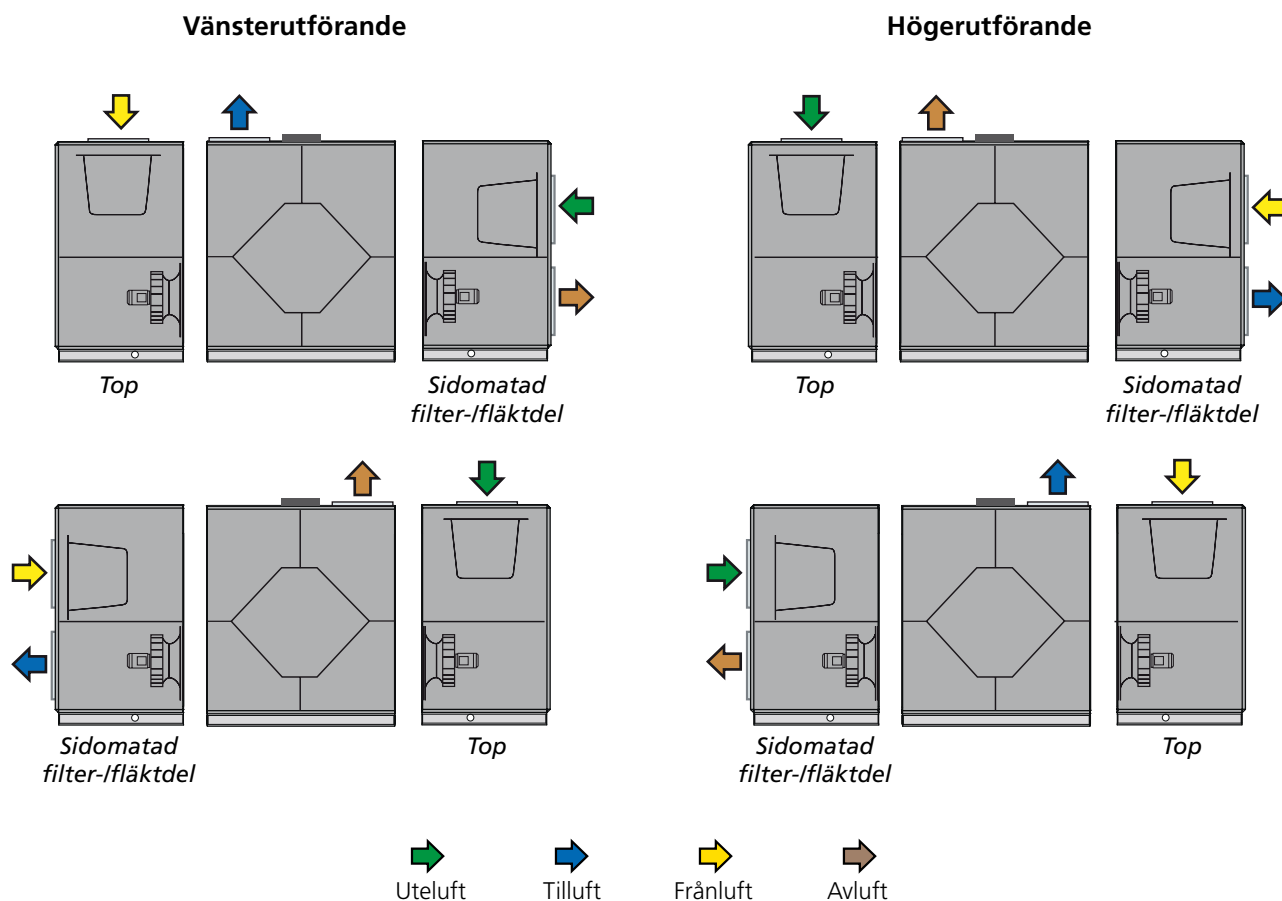 Vänsterutförande
Högerutförande
Top
Sidomatad
filter-/fläktdel
Top
Sidomatad
filter-/fläktdel
Sidomatad
filter-/fläktdel
Top
Sidomatad
filter-/fläktdel
Top
Uteluft
Tilluft
Frånluft
Avluft